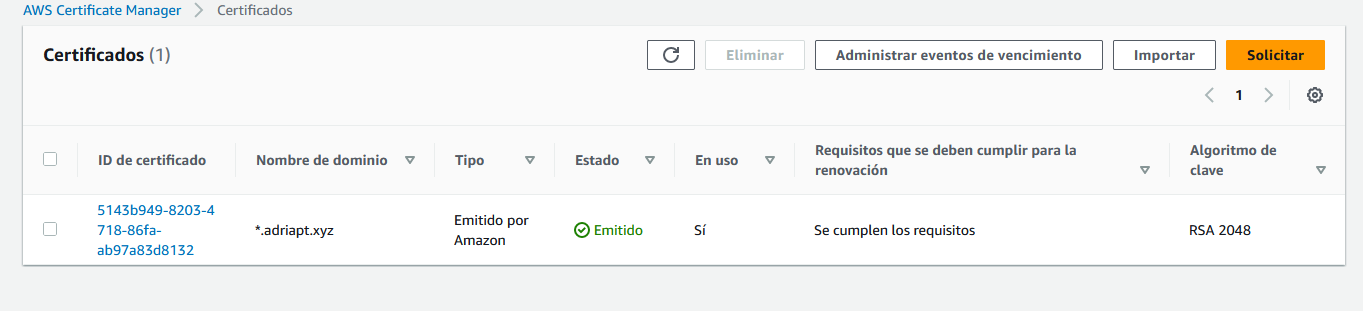 AWS Certificate Manager > Certificados
Certificados (1)
Eliminar
Administrar eventos de vencimiento
Importar
Solicitar
1
ID de certificado
Nombre de dominio
Tipo
Estado
En uso
Requisitos que se deben cumplir para la
renovación
Algoritmo de
clave
5143b949-8203-4
718-86fa-
ab97a83d8132
*.adriapt.xyz
Emitido por
Amazon
Emitido
Sí
Se cumplen los requisitos
RSA 2048